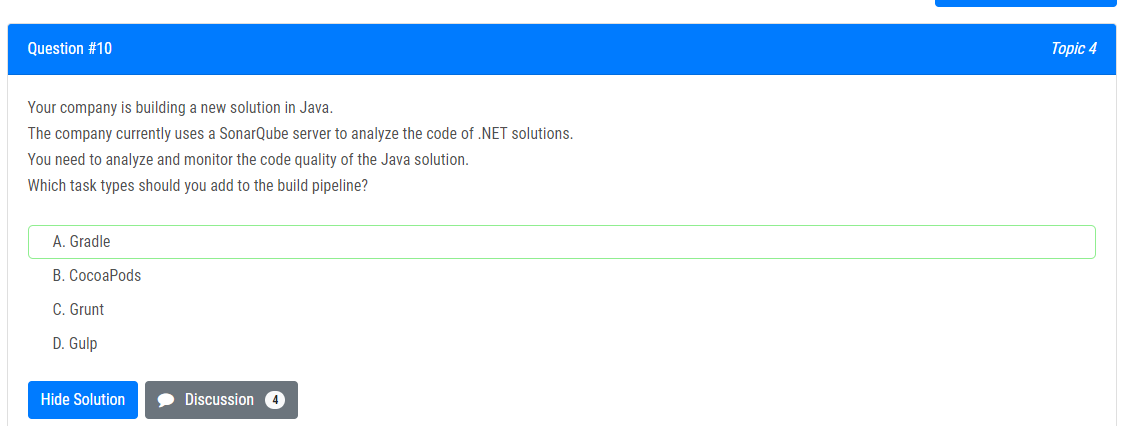 Question #10
Topic 4
Your company is building a new solution in Java.
The company currently uses a SonarQube server to analyze the code of .NET solutions.
You need to analyze and monitor the code quality of the Java solution.
Which task types should you add to the build pipeline?
A. Gradle
B. CocoaPods
C. Grunt
D. Gulp
Hide Solution
Discussion 4